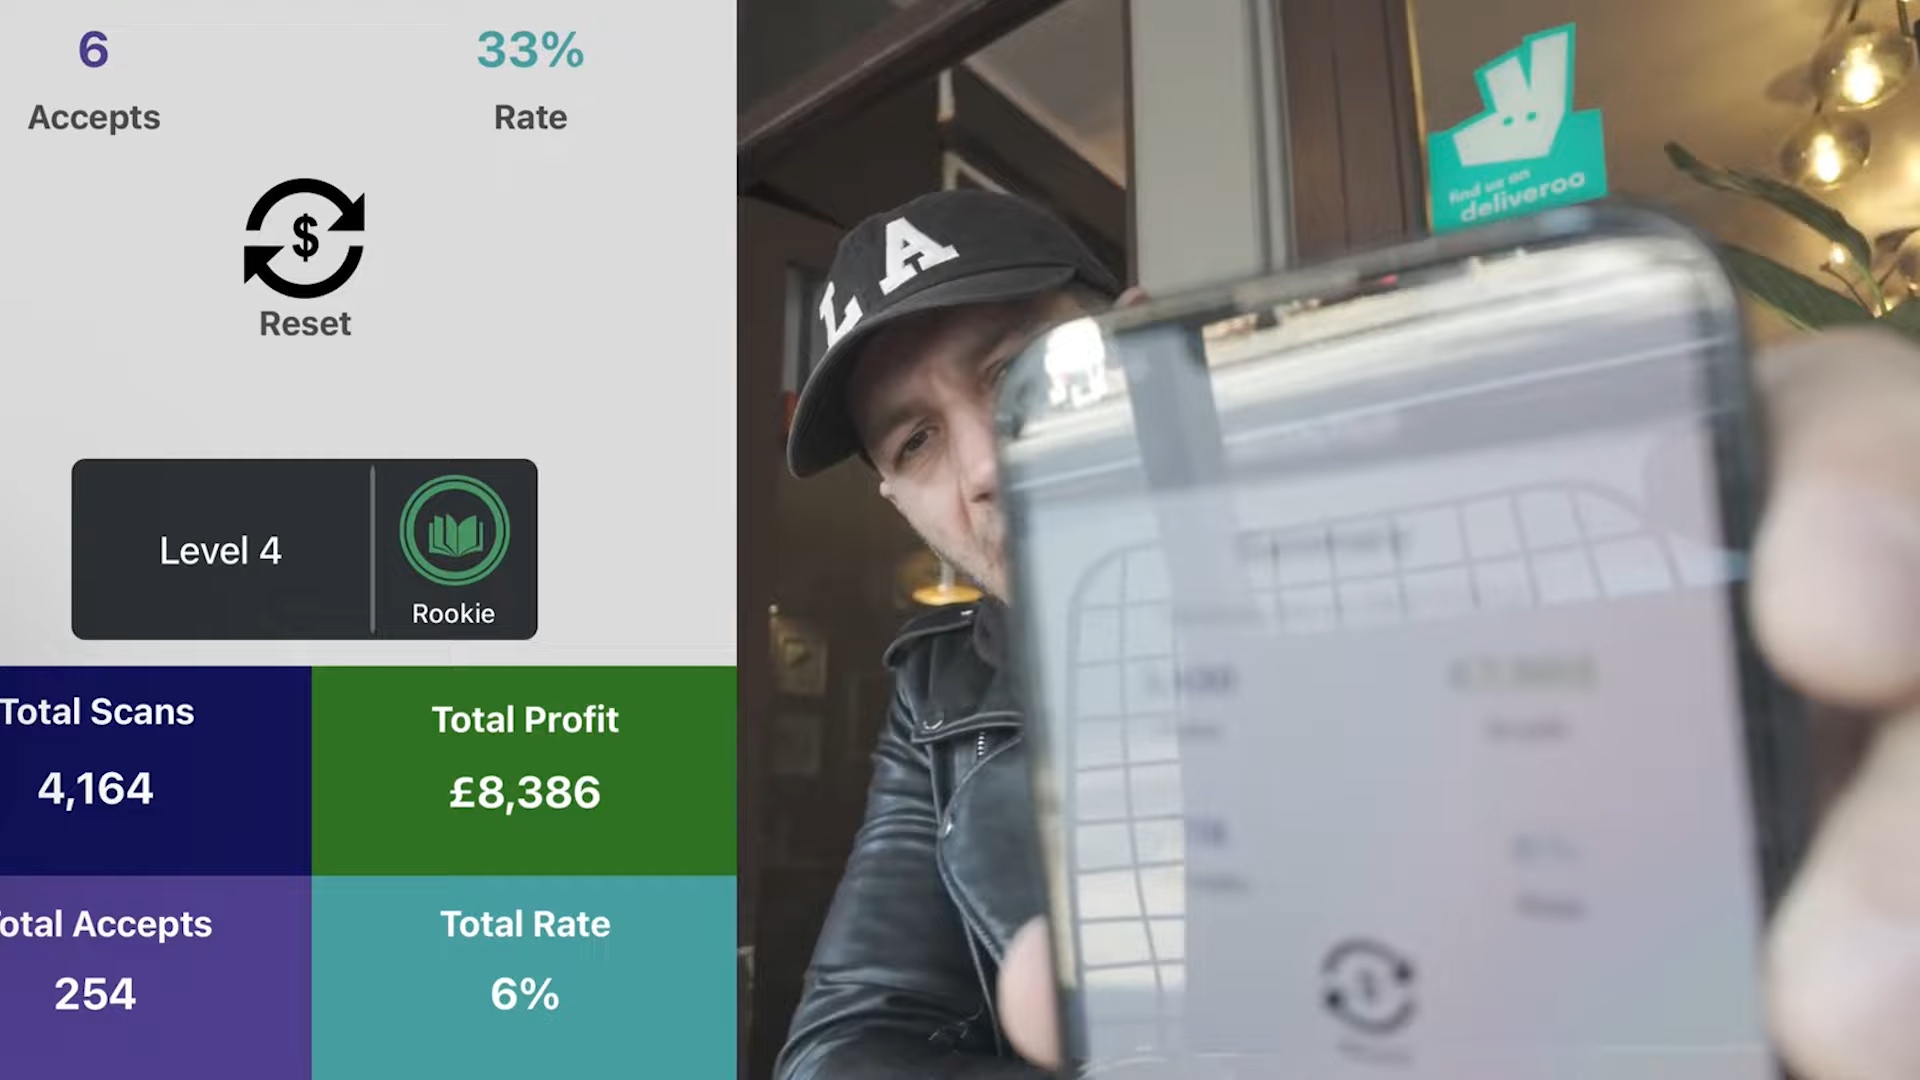 6
33%
Accepts
Rate
$
Reset
Level 4
Rookie
Total Scans
4,164
Total Profit
£8,386
otal Accepts
254
Total Rate
6%
LA
find us on
deliveroo